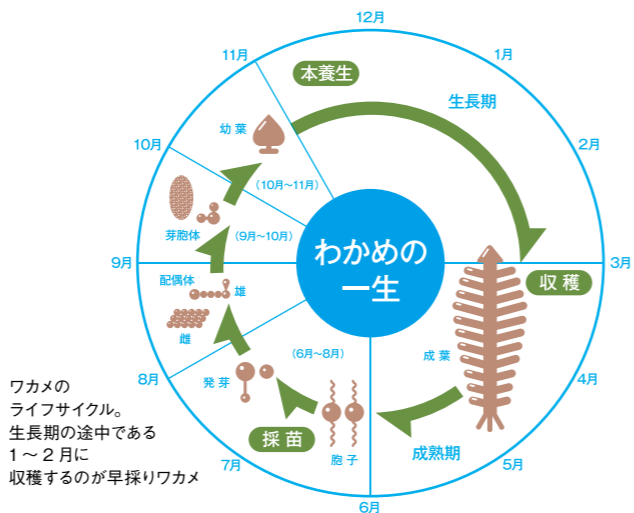 12月
1月
2月
3月
4月
5月
6月
7月
8月
9月
10月
11月
本養生
生長期
収穫
成葉
成熟期
胞子
採苗
(6月〜8月)
発芽
配偶体
雄
雌
(9月〜10月)
芽胞体
(10月〜11月)
幼葉
わかめの
一生
ワカメの
ライフサイクル。
生長期の途中である
1〜2月に
収穫するのが早採りワカメ